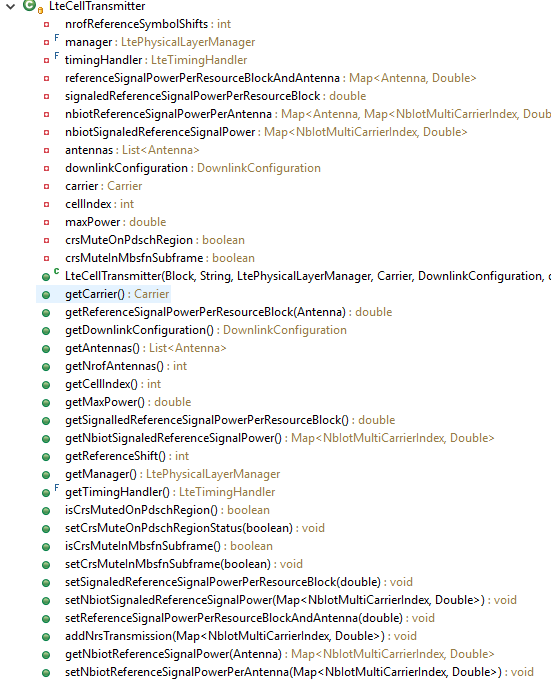 LteCellTransmitter
nrofReferenceSymbolShifts : int
manager : LtePhysicalLayerManager
timingHandler : LteTimingHandler
referenceSignalPowerPerResourceBlockAndAntenna : Map<Antenna, Double>
signaledReferenceSignalPowerPerResourceBlock : double
nbiotReferenceSignalPowerPerAntenna : Map<Antenna, Map<NbIotMultiCarrierIndex, Doub
nbiotSignaledReferenceSignalPower : Map<NbIotMultiCarrierIndex, Double>
antennas : List<Antenna>
downlinkConfiguration : DownlinkConfiguration
carrier : Carrier
cellIndex : int
maxPower : double
crsMuteOnPdschRegion : boolean
crsMuteInMbsfnSubframe : boolean
LteCellTransmitter(Block, String, LtePhysicalLayerManager, Carrier, DownlinkConfiguration, d
getCarrier() : Carrier
getReferenceSignalPowerPerResourceBlock(Antenna) : double
getDownlinkConfiguration() : DownlinkConfiguration
getAntennas() : List<Antenna>
getNrofAntennas() : int
getCellIndex() : int
getMaxPower() : double
getSignalledReferenceSignalPowerPerResourceBlock() : double
getNbiotSignaledReferenceSignalPower() : Map<NbIotMultiCarrierIndex, Double>
getReferenceShift() : int
getManager() : LtePhysicalLayerManager
getTimingHandler() : LteTimingHandler
isCrsMutedOnPdschRegion() : boolean
setCrsMuteOnPdschRegionStatus(boolean) : void
isCrsMuteInMbsfnSubframe() : boolean
setCrsMuteInMbsfnSubframe(boolean) : void
setSignaledReferenceSignalPowerPerResourceBlock(double) : void
setNbiotSignaledReferenceSignalPower(Map<NbIotMultiCarrierIndex, Double>) : void
setReferenceSignalPowerPerResourceBlockAndAntenna(double) : void
addNrsTransmission(Map<NbIotMultiCarrierIndex, Double>) : void
getNbiotReferenceSignalPower(Antenna) : Map<NbIotMultiCarrierIndex, Double>
setNbiotReferenceSignalPowerPerAntenna(Map<NbIotMultiCarrierIndex, Double>) : void